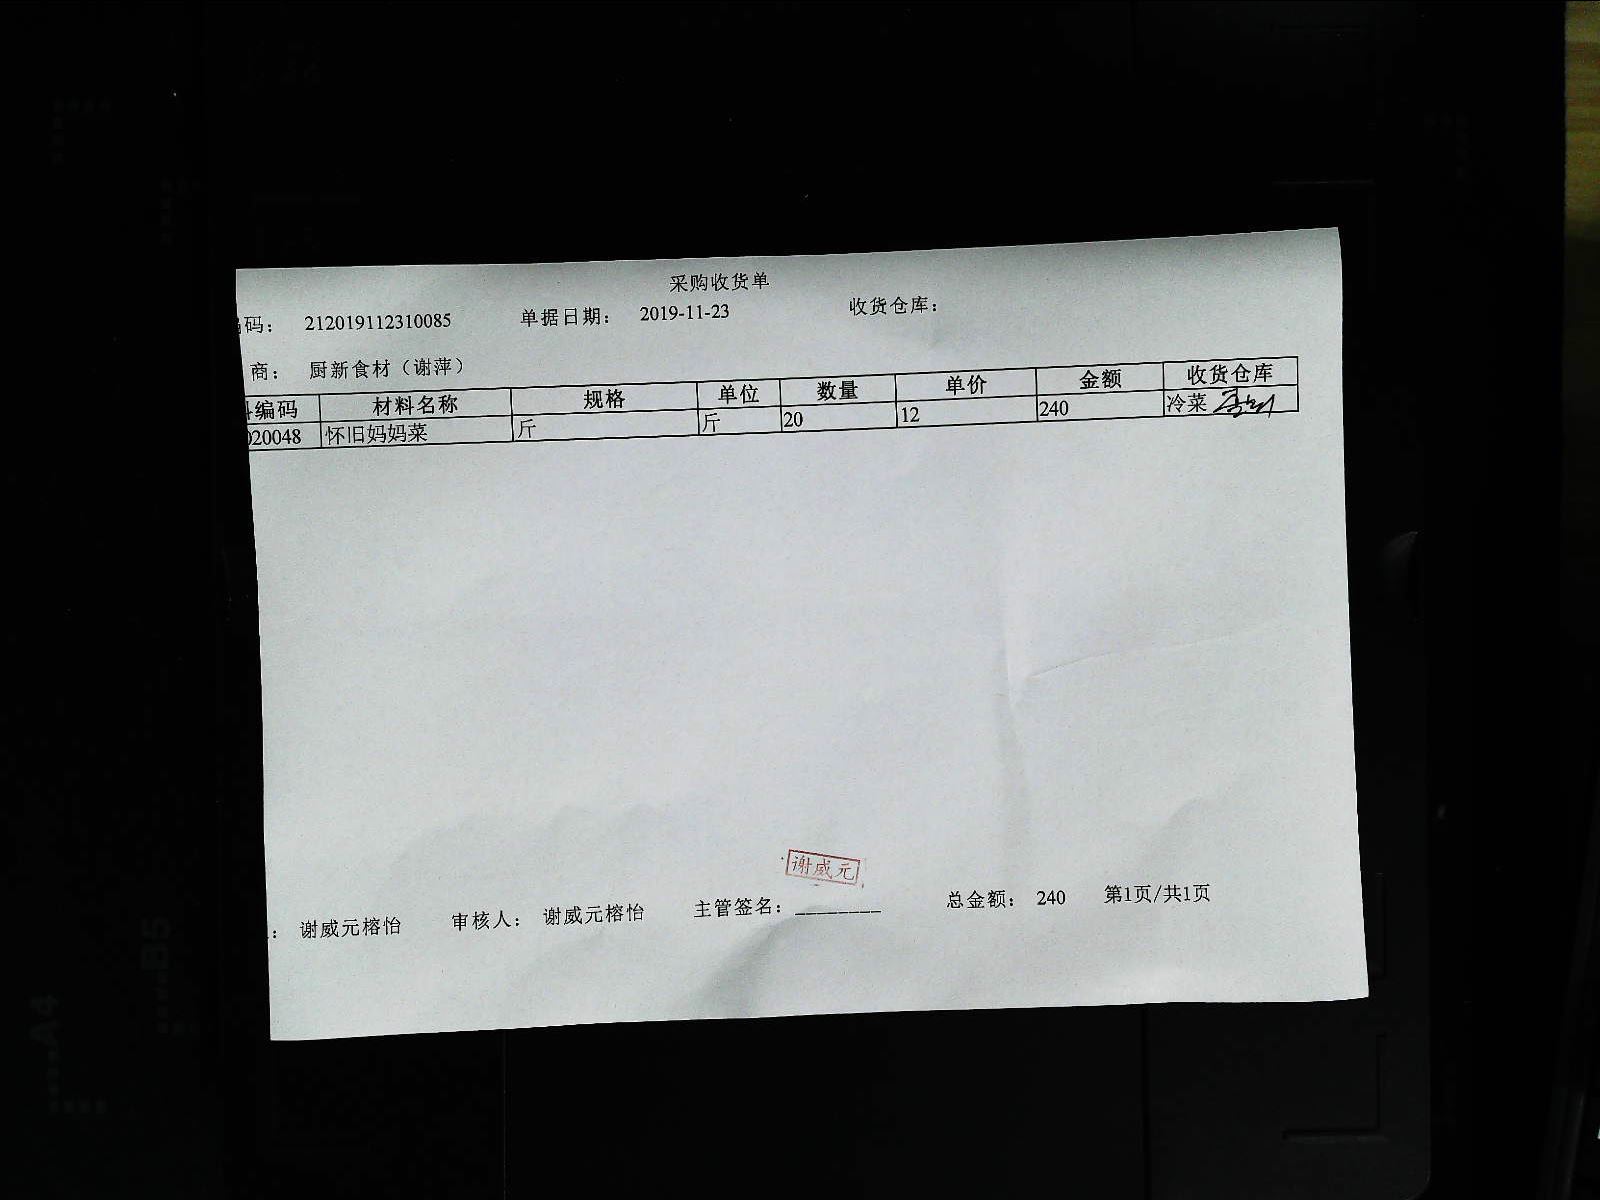 采购收货单
码: 212019112310085 单据日期: 2019-11-23 收货仓库:
商: 厨新食材(谢萍)
编码 材料名称 规格 单位 数量 单价 金额 收货仓库
020048 怀旧妈妈菜 斤 斤 20 12 240 冷菜
谢威元
: 谢威元榕怡 审核人: 谢威元榕怡 主管签名: ________ 总金额: 240 第1页/共1页